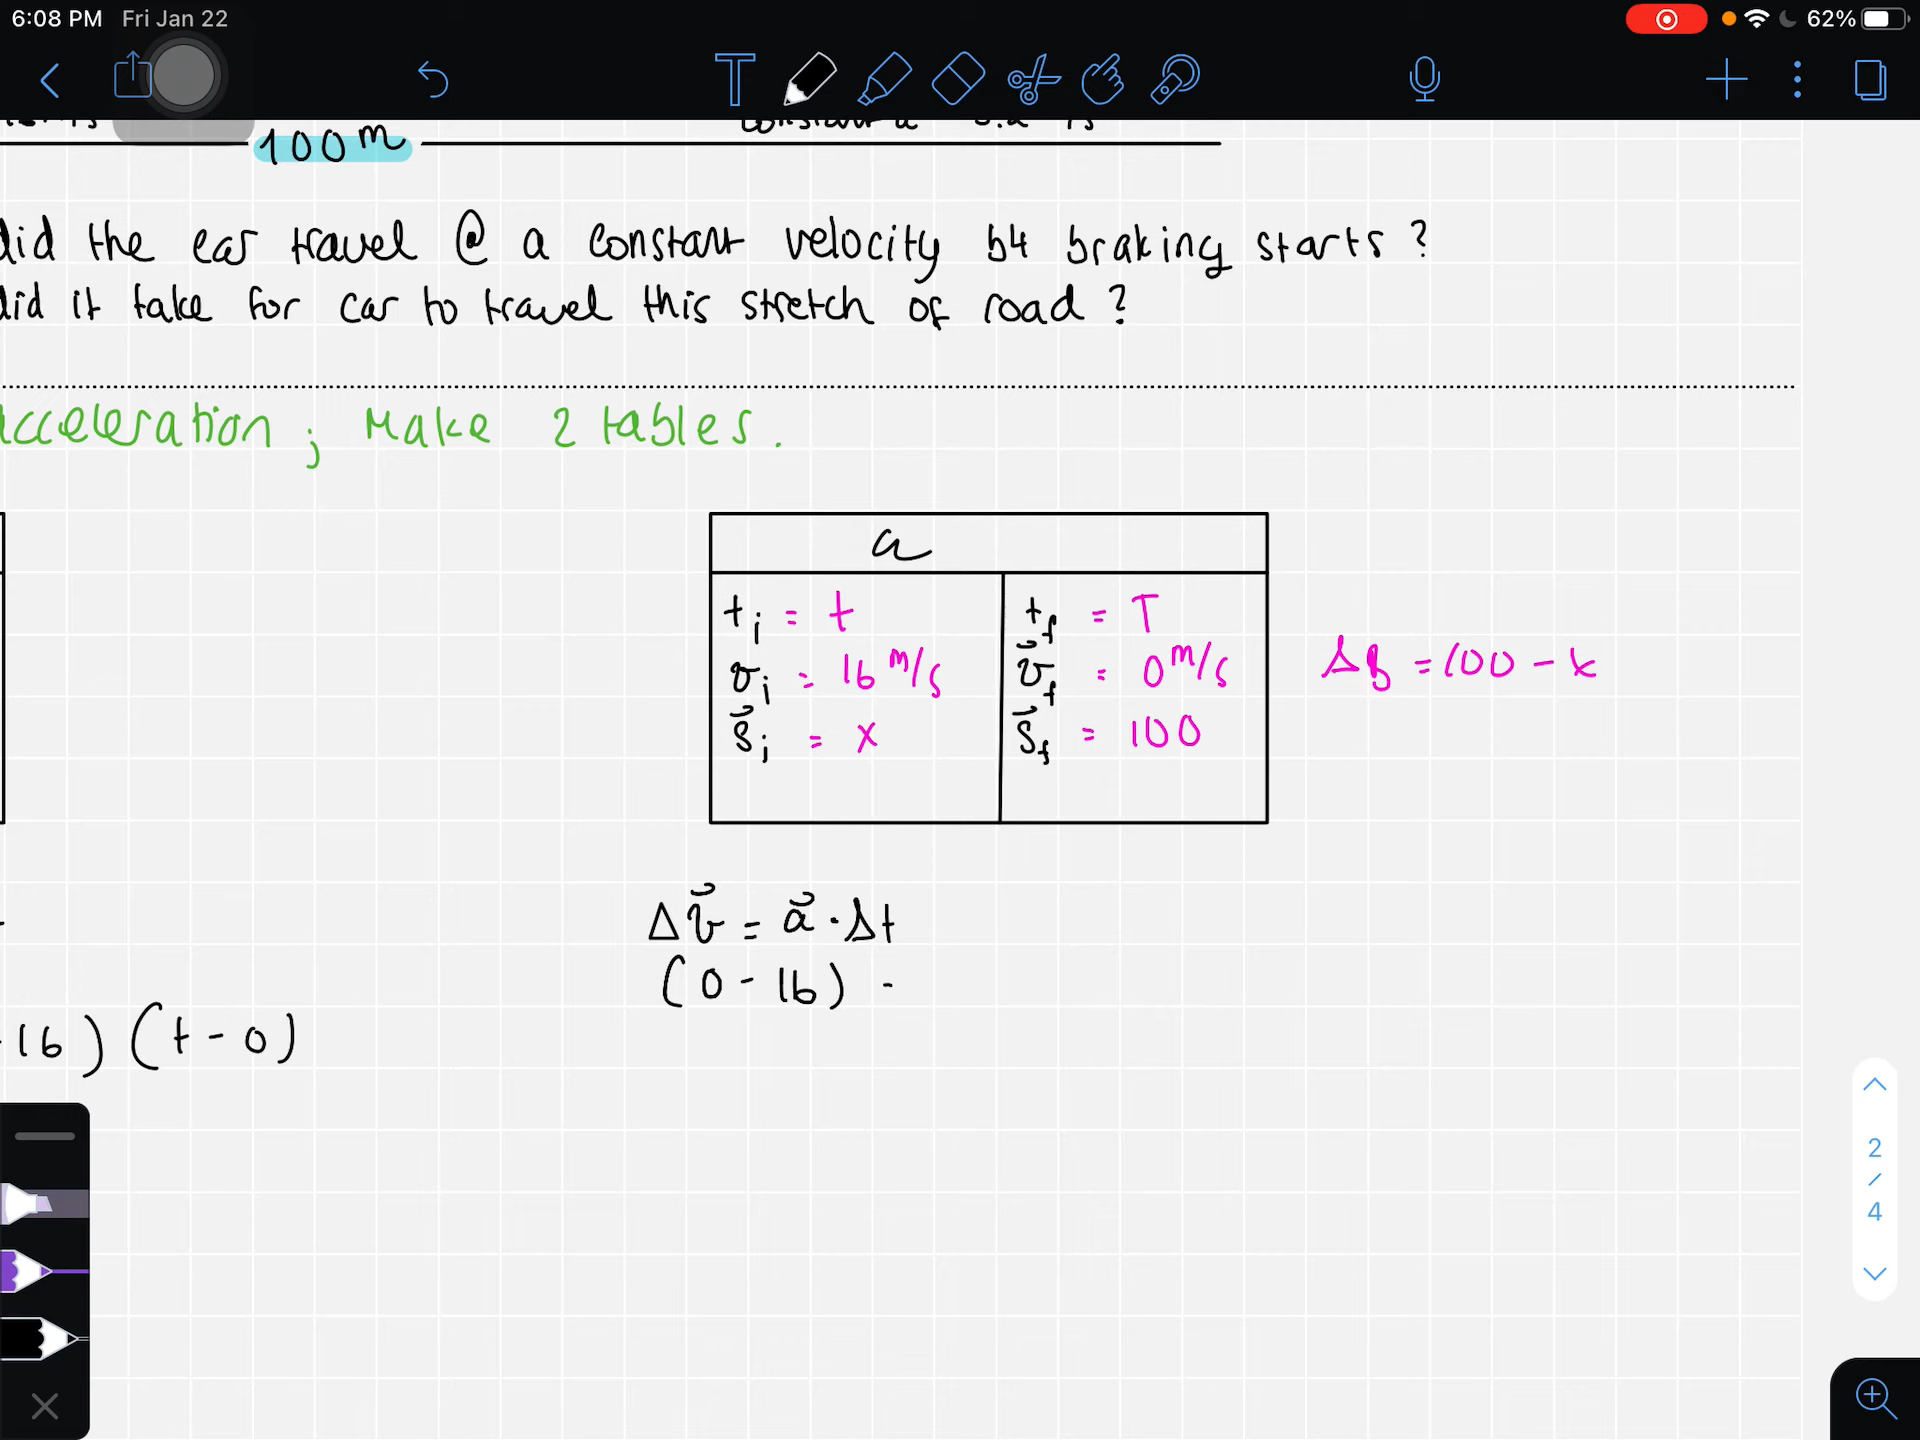 6:08 PM Fri Jan 22
62%
100 m
did the car travel @ a constant velocity b4 braking starts ?
did it take for car to travel this stretch of road ?
acceleration ; Make 2 tables .
a
ti = t
tf = T
vi = 16 m/s
vf = 0 m/s
Δs = 100 - x
si = x
sf = 100
Δv = a · Δt
(0 - 16)
16) (t - 0)
2
/
4